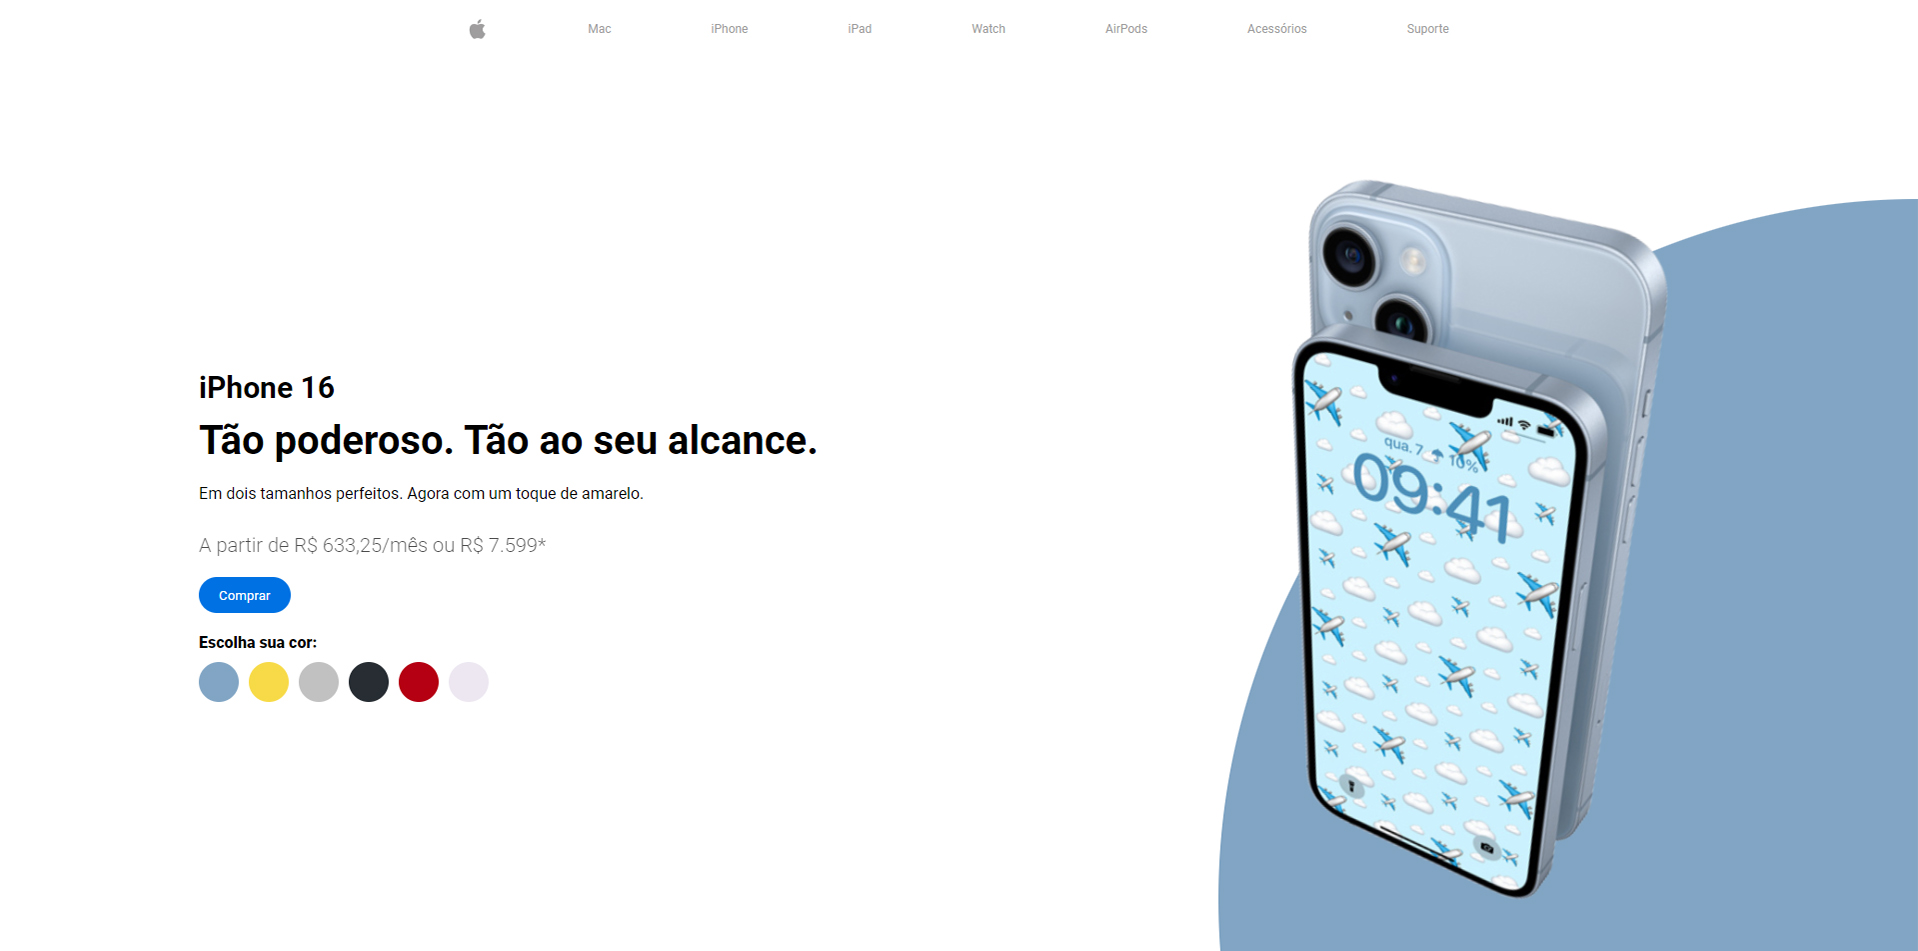 Mac iPhone iPad Watch AirPods Acessórios Suporte
iPhone 16
Tão poderoso. Tão ao seu alcance.
Em dois tamanhos perfeitos. Agora com um toque de amarelo.
A partir de R$ 633,25/mês ou R$ 7.599*
Comprar
Escolha sua cor:
qua. 7 10%
09:41